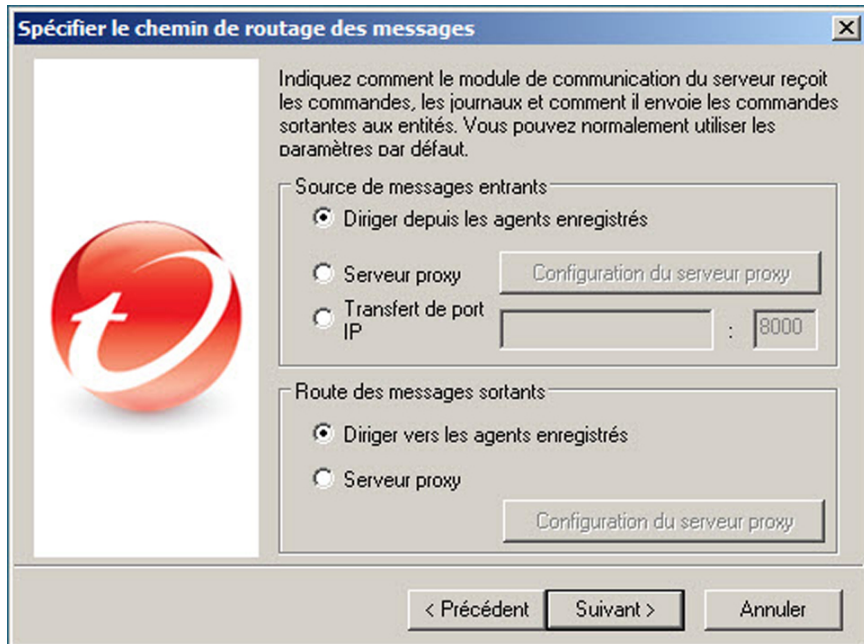 Spécifier le chemin de routage des messages
Indiquez comment le module de communication du serveur reçoit
les commandes, les journaux et comment il envoie les commandes
sortantes aux entités. Vous pouvez normalement utiliser les
paramètres par défaut.
Source de messages entrants
Diriger depuis les agents enregistrés
Serveur proxy
Configuration du serveur proxy
Transfert de port
IP
: 8000
Route des messages sortants
Diriger vers les agents enregistrés
Serveur proxy
Configuration du serveur proxy
< Précédent Suivant > Annuler